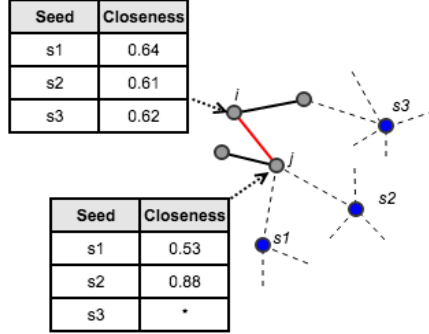 Seed Closeness
s1 0.64
s2 0.61
s3 0.62
i
s3
j
s2
s1
Seed Closeness
s1 0.53
s2 0.88
s3 *